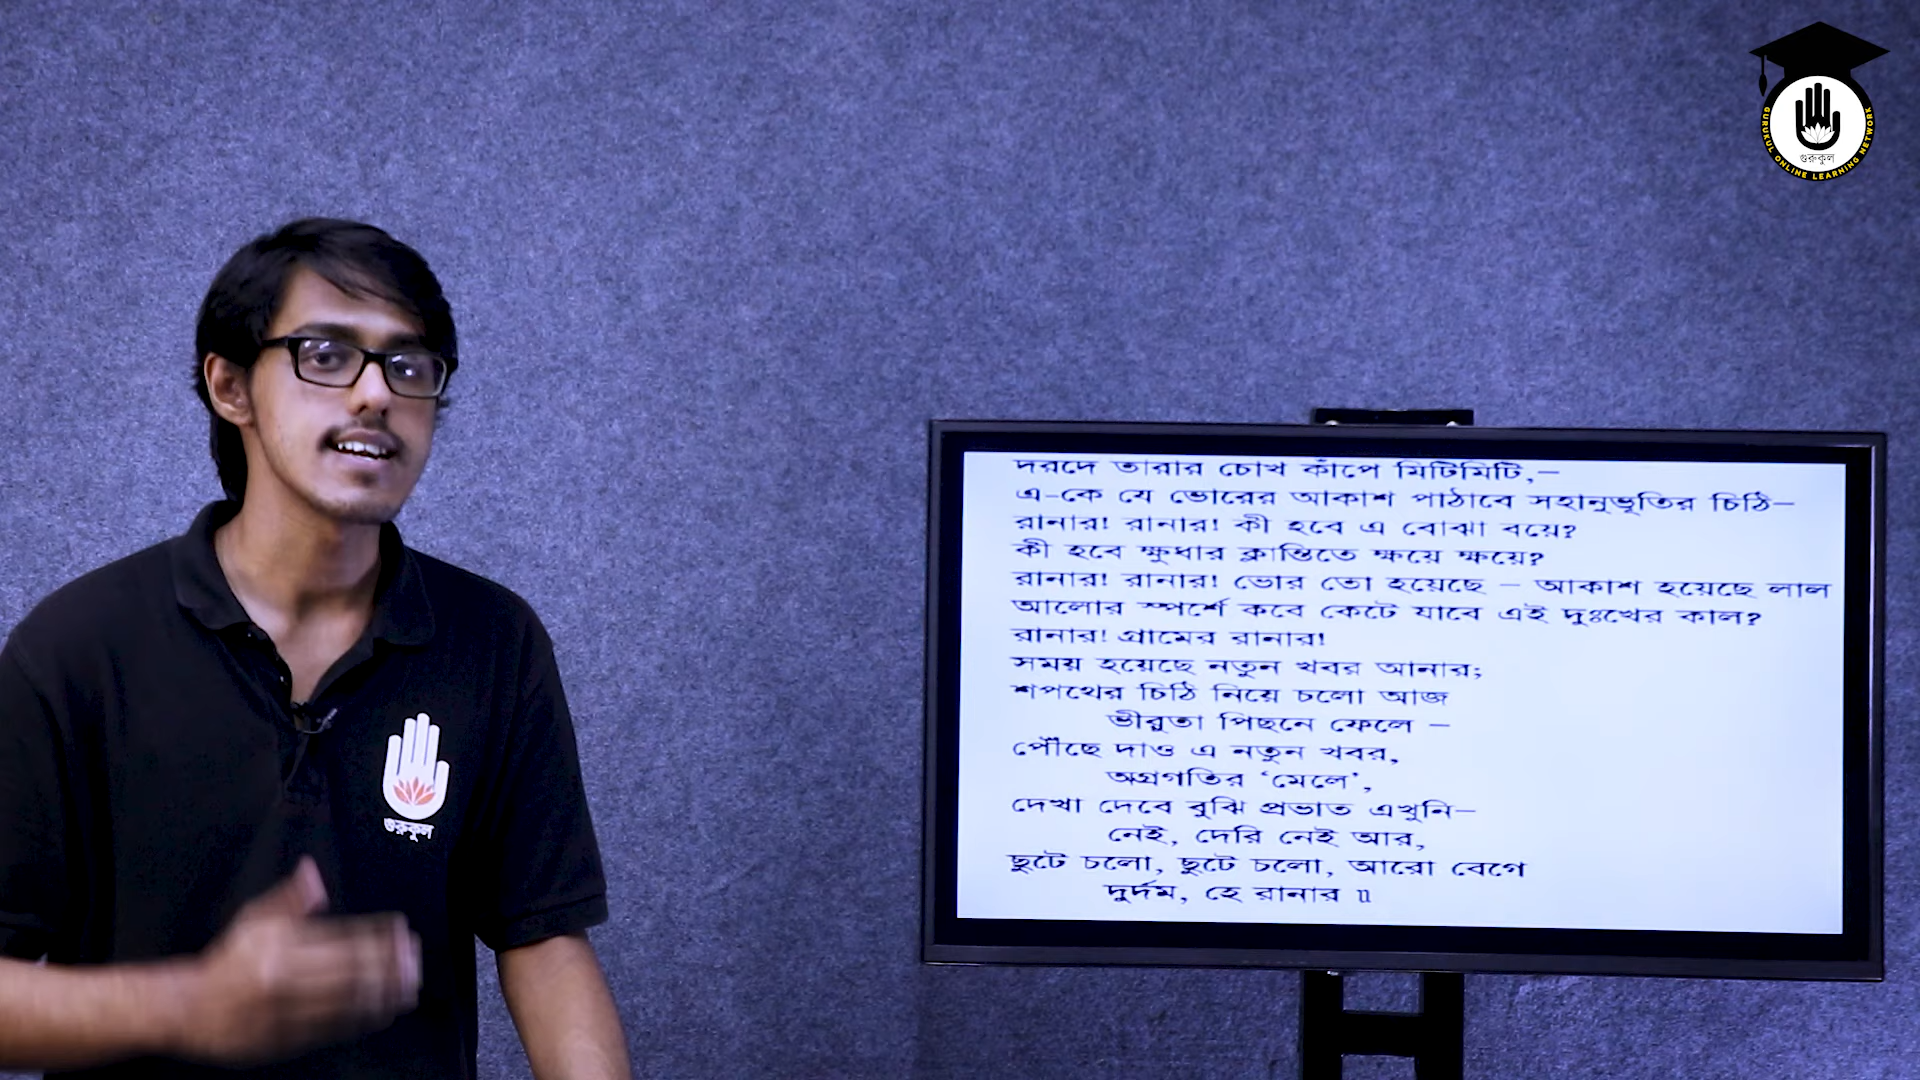 GURUKUL ONLINE LEARNING NETWORK
গুরুকুল
দরদে তারার চোখ কাঁপে মিটিমিটি,—
এ-কে যে ভোরের আকাশ পাঠাবে সহানুভূতির চিঠি—
রানার! রানার! কী হবে এ বোঝা বয়ে?
কী হবে ক্ষুধার ক্লান্তিতে ক্ষয়ে ক্ষয়ে?
রানার! রানার! ভোর তো হয়েছে – আকাশ হয়েছে লাল
আলোর স্পর্শে কবে কেটে যাবে এই দুঃখের কাল?
রানার! গ্রামের রানার!
সময় হয়েছে নতুন খবর আনার;
শপথের চিঠি নিয়ে চলো আজ
ভীরুতা পিছনে ফেলে –
পৌঁছে দাও এ নতুন খবর,
অগ্রগতির ‘মেলে’,
দেখা দেবে বুঝি প্রভাত এখুনি—
নেই, দেরি নেই আর,
ছুটে চলো, ছুটে চলো, আরো বেগে
দুর্দম, হে রানার ॥
গুরুকুল